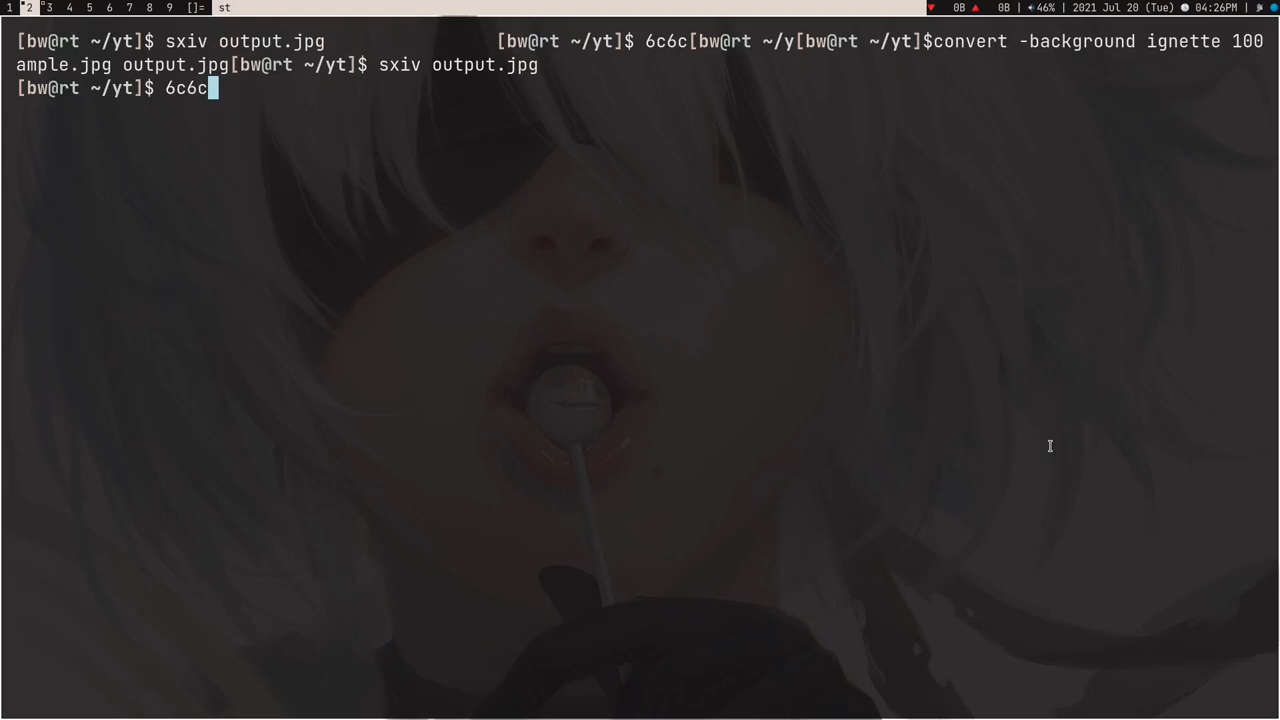 1 2 3 4 5 6 7 8 9 []= st 0B 0B | 46% | 2021 Jul 20 (Tue) 04:26PM |
[bw@rt ~/yt]$ sxiv output.jpg [bw@rt ~/yt]$ 6c6c[bw@rt ~/y[bw@rt ~/yt]$convert -background ignette 100
ample.jpg output.jpg[bw@rt ~/yt]$ sxiv output.jpg
[bw@rt ~/yt]$ 6c6c